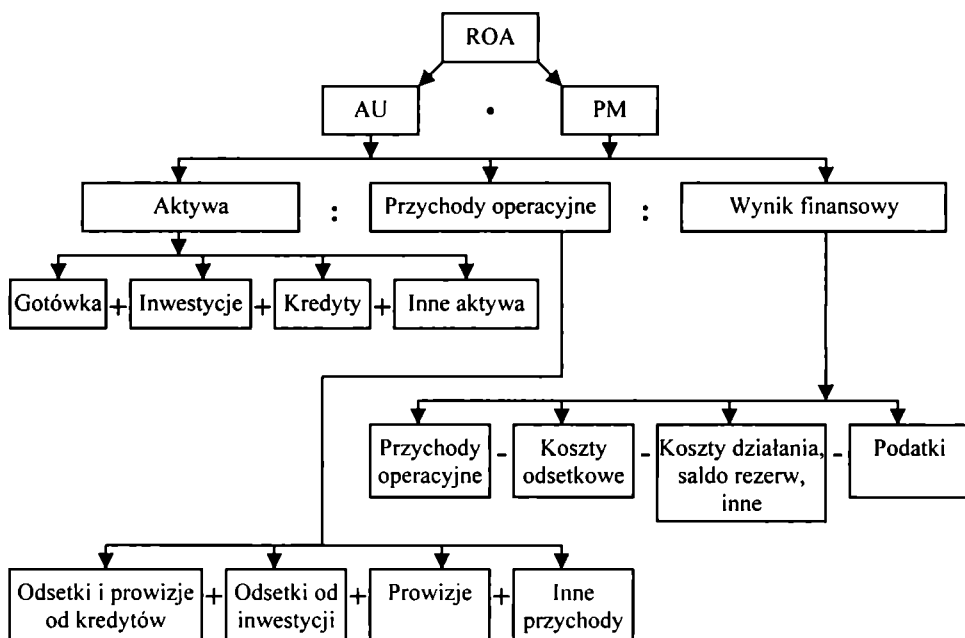 ROA
AU • PM
Aktywa : Przychody operacyjne : Wynik finansowy
Gotówka + Inwestycje + Kredyty + Inne aktywa
Przychody
operacyjne
-
Koszty
odsetkowe
-
Koszty działania,
saldo rezerw,
inne
-
Podatki
Odsetki i prowizje
od kredytów
+
Odsetki od
inwestycji
+
Prowizje
+
Inne
przychody